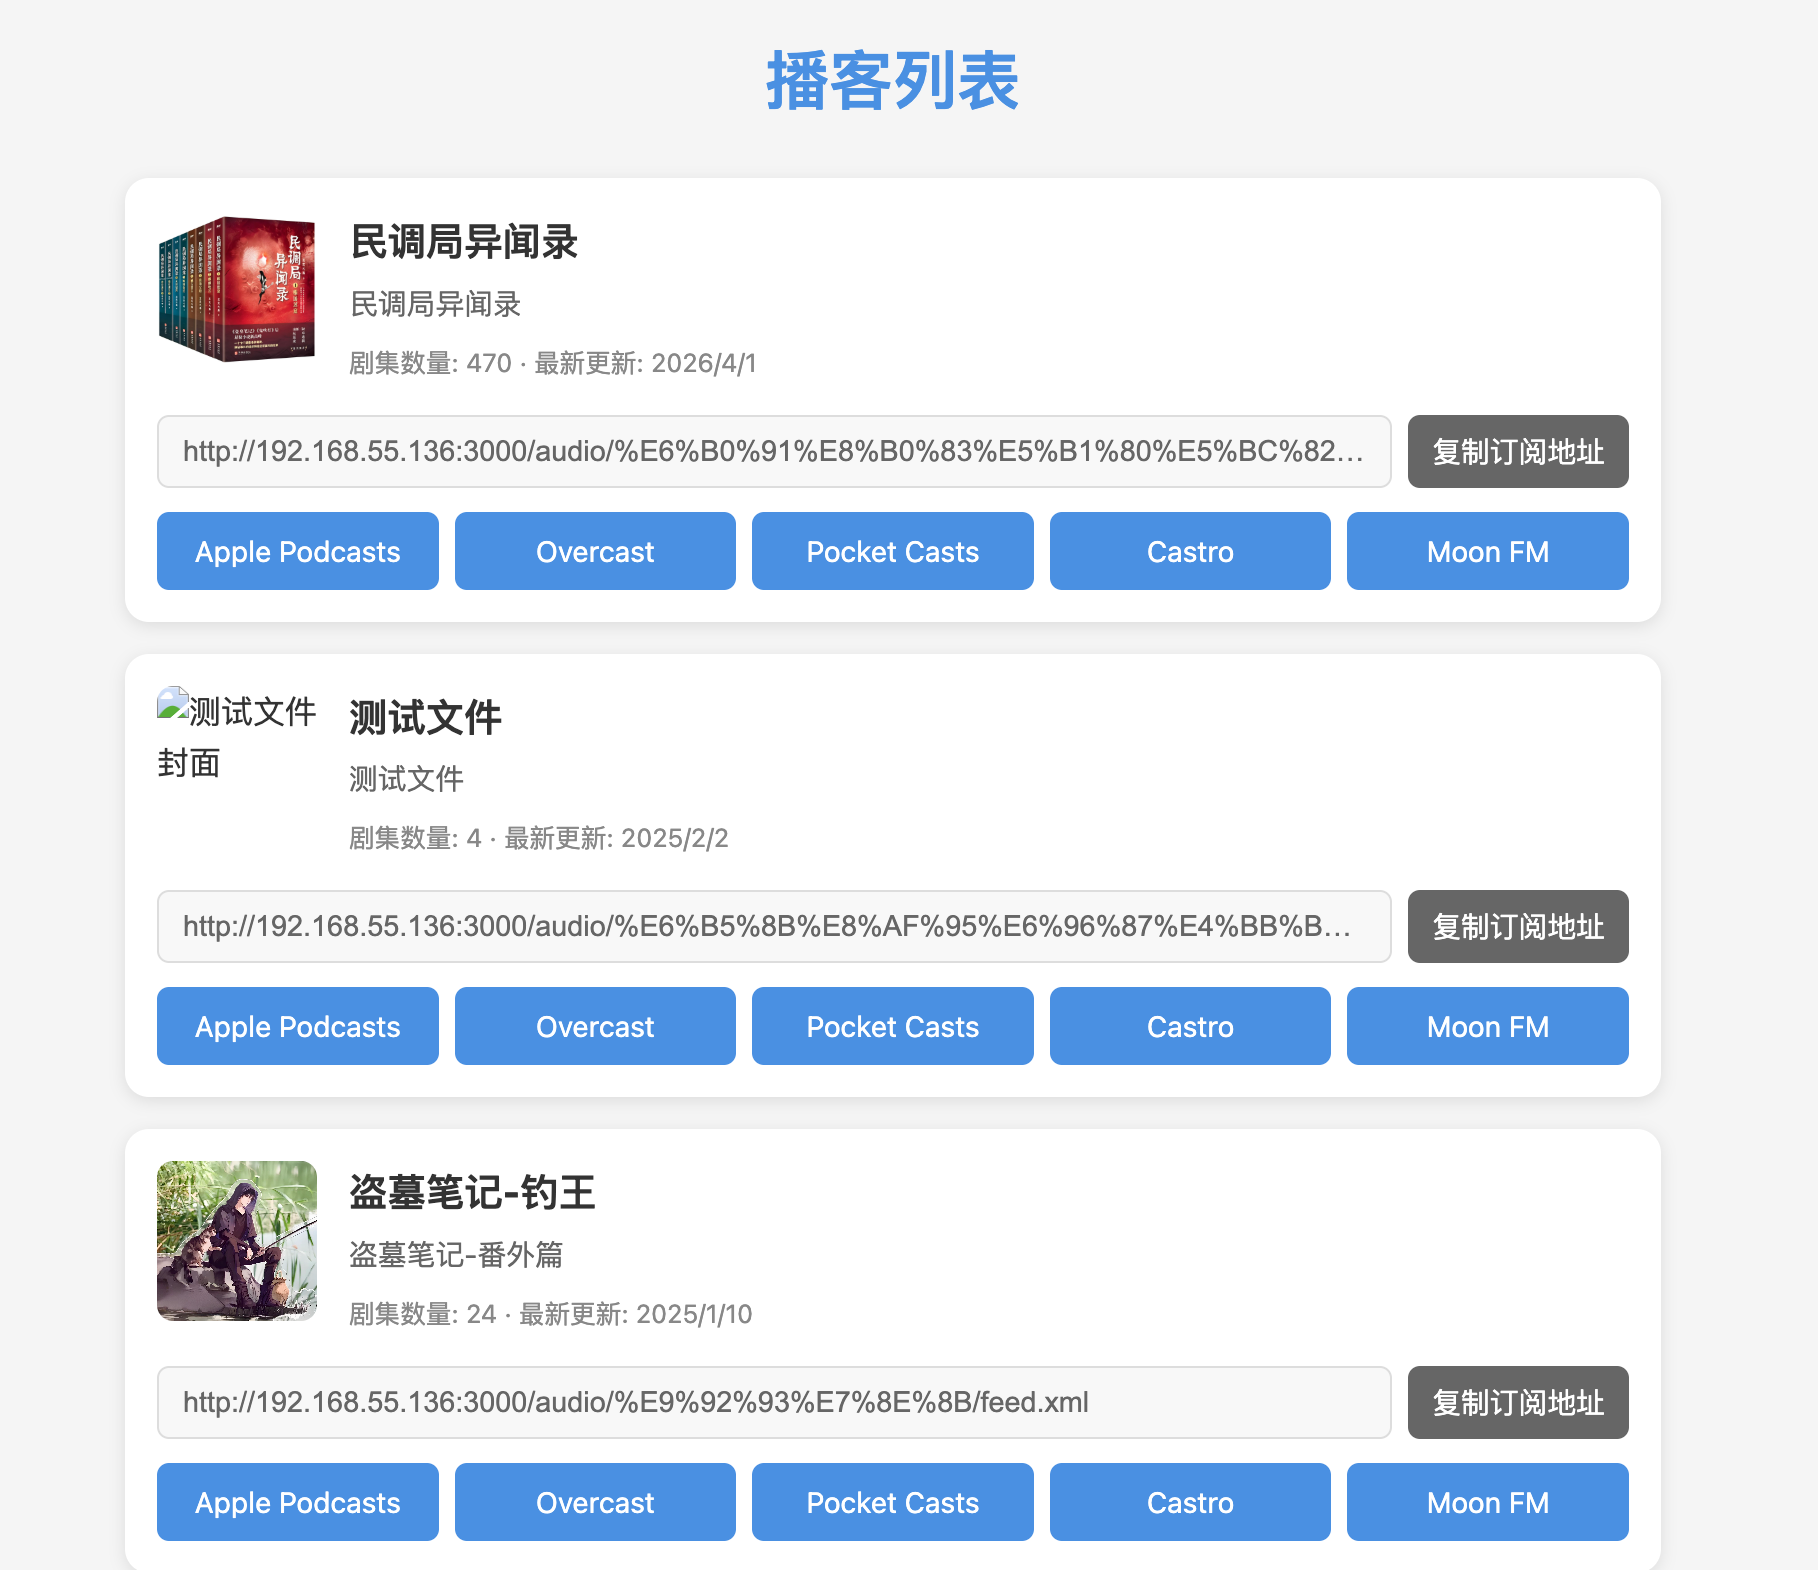 播客列表
民调局异闻录
民调局异闻录
民调局异闻录
剧集数量: 470 · 最新更新: 2026/4/1
http://192.168.55.136:3000/audio/%E6%B0%91%E8%B0%83%E5%B1%80%E5%BC%82...
复制订阅地址
Apple Podcasts
Overcast
Pocket Casts
Castro
Moon FM
测试文件封面
测试文件
测试文件
剧集数量: 4 · 最新更新: 2025/2/2
http://192.168.55.136:3000/audio/%E6%B5%8B%E8%AF%95%E6%96%87%E4%BB%B...
复制订阅地址
Apple Podcasts
Overcast
Pocket Casts
Castro
Moon FM
盗墓笔记-钓王
盗墓笔记-番外篇
剧集数量: 24 · 最新更新: 2025/1/10
http://192.168.55.136:3000/audio/%E9%92%93%E7%8E%8B/feed.xml
复制订阅地址
Apple Podcasts
Overcast
Pocket Casts
Castro
Moon FM